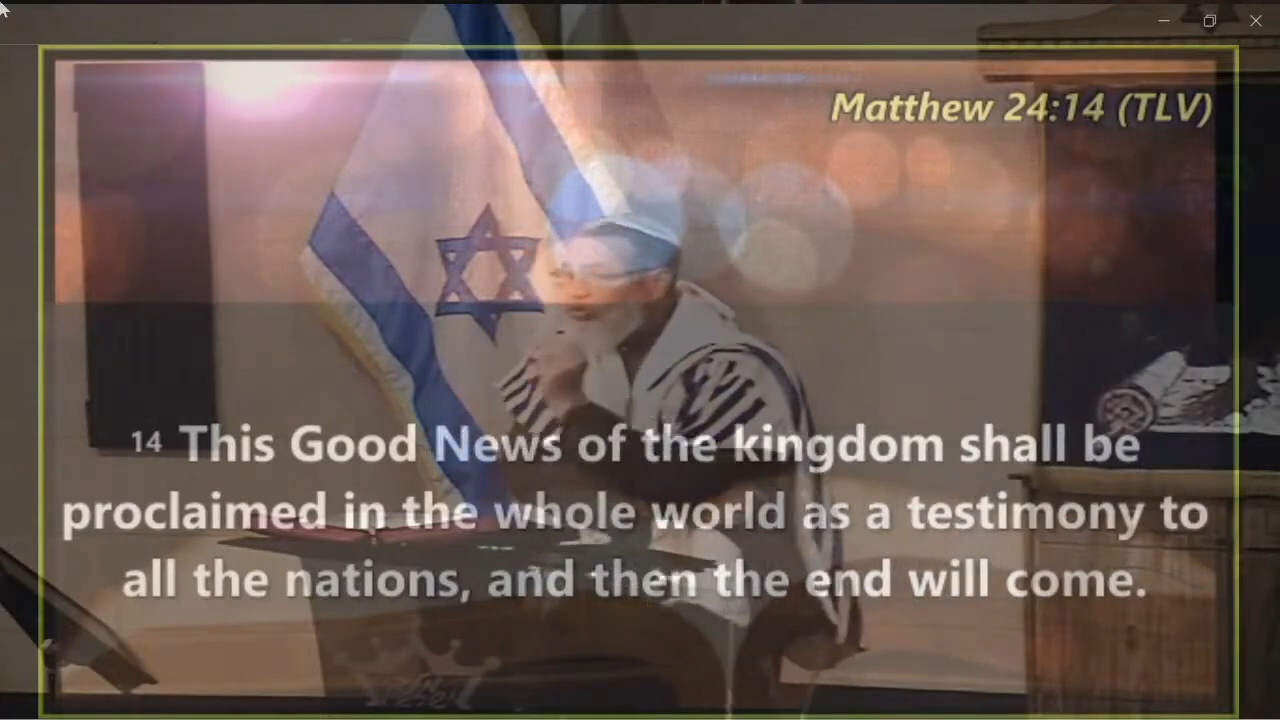 Matthew 24:14 (TLV)
14 This Good News of the kingdom shall be
proclaimed in the whole world as a testimony to
all the nations, and then the end will come.